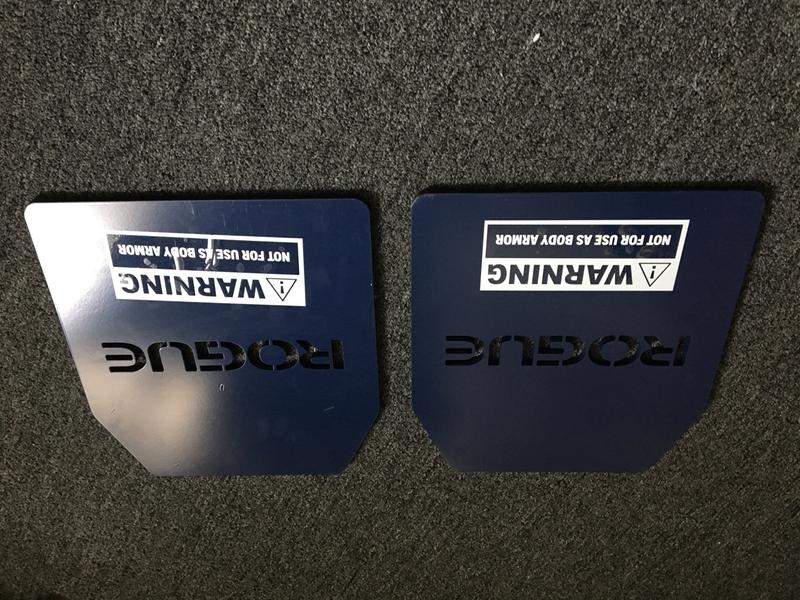 ROGUE
WARNING
NOT FOR USE AS BODY ARMOR
ROGUE
WARNING
NOT FOR USE AS BODY ARMOR